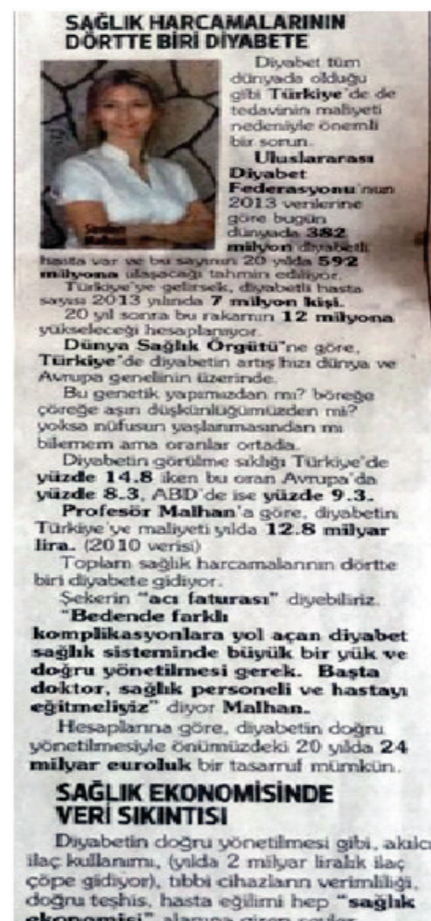 SAĞLIK HARCAMALARININ
DÖRTTE BİRİ DİYABETE
Diyabet tüm
dünyada olduğu
gibi Türkiye'de de
tedavinin maliyeti
nedeniyle önemli
bir sorun.
Uluslararası
Diyabet
Federasyonu'nun
2013 verilerine
göre bugün
dünyada 382
milyon diyabetli
Malhan
hasta var ve bu sayının 20 yılda 592
milyona ulaşacağı tahmin ediliyor.
Türkiye'ye gelirsek, diyabetli hasta
sayısı 2013 yılında 7 milyon kişi.
20 yıl sonra bu rakamın 12 milyona
yükseleceği hesaplanıyor.
Dünya Sağlık Örgütü'ne göre,
Türkiye'de diyabetin artış hızı dünya ve
Avrupa genelinin üzerinde.
Bu genetik yapımızdan mı? böreğe
çöreğe aşırı düşkünlüğümüzden mi?
yoksa nüfusun yaşlanmasından mı
bilemem ama oranlar ortada.
Diyabetin görülme sıklığı Türkiye'de
yüzde 14.8 iken bu oran Avrupa'da
yüzde 8.3, ABD'de ise yüzde 9.3.
Profesör Malhan'a göre, diyabetin
Türkiye'ye maliyeti yılda 12.8 milyar
lira. (2010 verisi)
Toplam sağlık harcamalarının dörtte
biri diyabete gidiyor.
Şekerin "acı faturası" diyebiliriz.
"Bedende farklı
komplikasyonlara yol açan diyabet
sağlık sisteminde büyük bir yük ve
doğru yönetilmesi gerek. Başta
doktor, sağlık personeli ve hastayı
eğitmeliyiz" diyor Malhan.
Hesaplarına göre, diyabetin doğru
yönetilmesiyle önümüzdeki 20 yılda 24
milyar euroluk bir tasarruf mümkün.
SAĞLIK EKONOMİSİNDE
VERİ SIKINTISI
Diyabetin doğru yönetilmesi gibi, akılcı
ilaç kullanımı, (yılda 2 milyar liralık ilaç
çöpe gidiyor), tıbbi cihazların verimliliği,
doğru teşhis, hasta eğilimi hep "sağlık
ekonomisi" alanına giren şeyler.